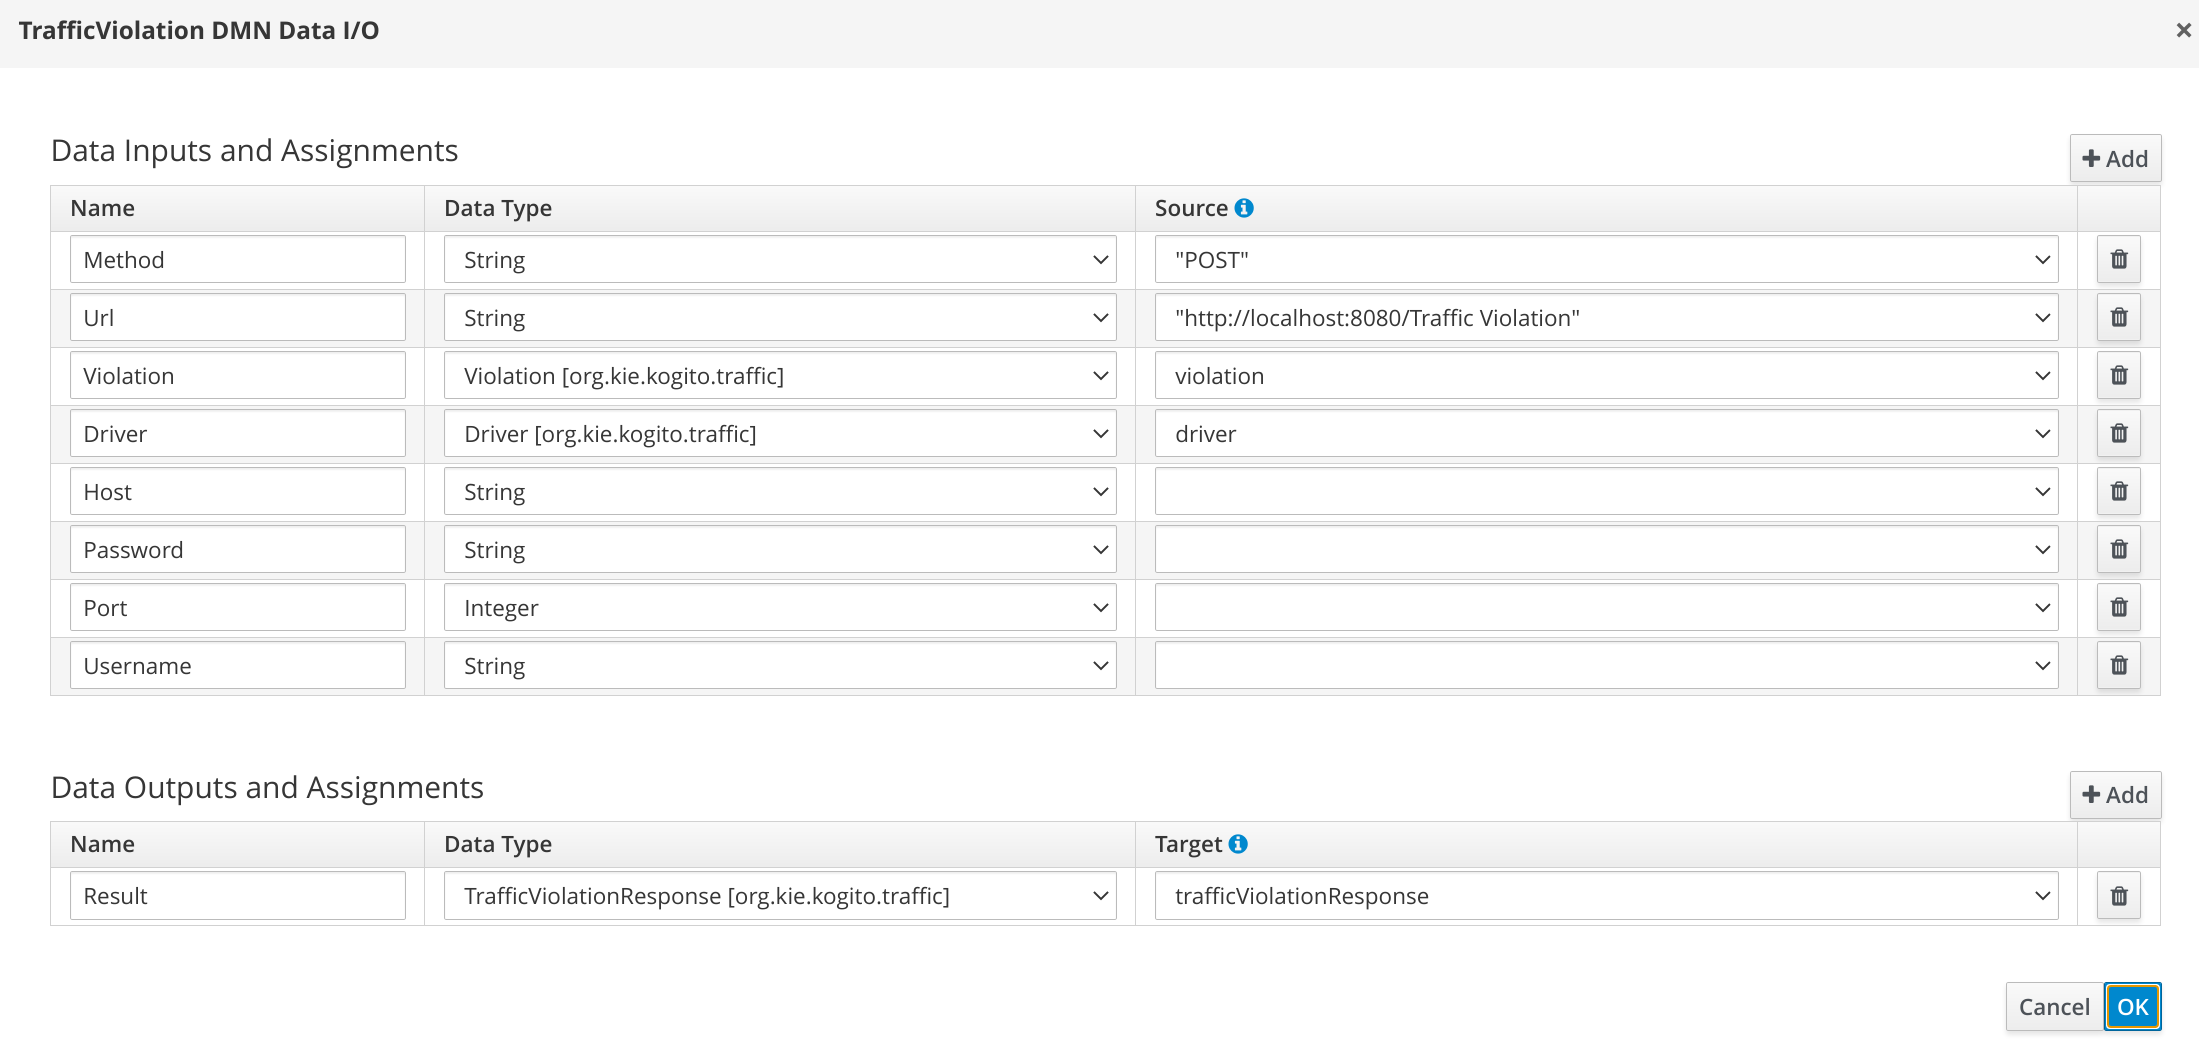 TrafficViolation DMN Data I/O
Data Inputs and Assignments
Add
Name Data Type Source
Method String "POST"
Url String "http://localhost:8080/Traffic Violation"
Violation Violation [org.kie.kogito.traffic] violation
Driver Driver [org.kie.kogito.traffic] driver
Host String
Password String
Port Integer
Username String
Data Outputs and Assignments
Add
Name Data Type Target
Result TrafficViolationResponse [org.kie.kogito.traffic] trafficViolationResponse
Cancel OK